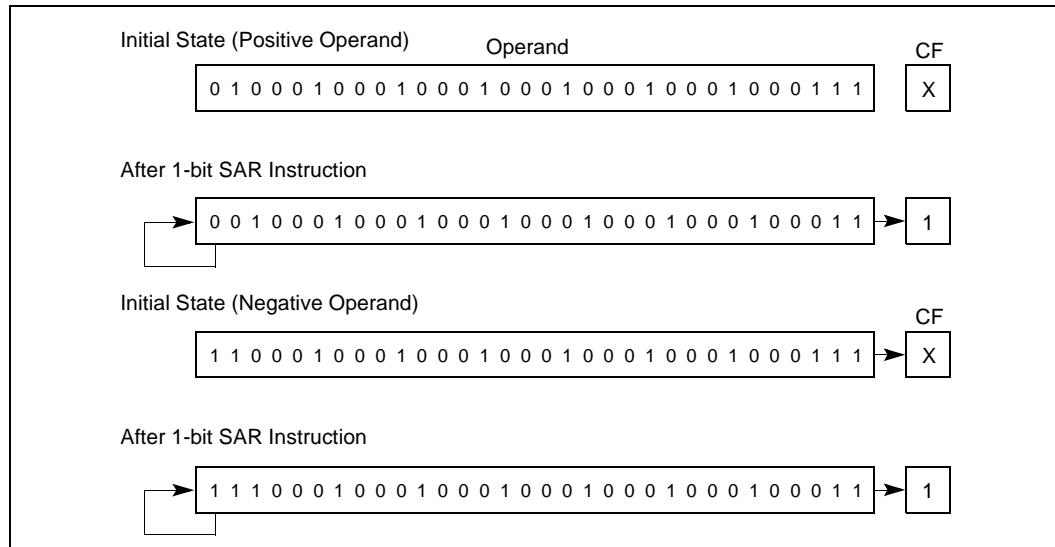 Initial State (Positive Operand) Operand CF
0 1 0 0 0 1 0 0 0 1 0 0 0 1 0 0 0 1 0 0 0 1 0 0 0 1 0 0 0 1 1 1 X
After 1-bit SAR Instruction
0 0 1 0 0 0 1 0 0 0 1 0 0 0 1 0 0 0 1 0 0 0 1 0 0 0 1 0 0 0 1 1 1
Initial State (Negative Operand) CF
1 1 0 0 0 1 0 0 0 1 0 0 0 1 0 0 0 1 0 0 0 1 0 0 0 1 0 0 0 1 1 1 X
After 1-bit SAR Instruction
1 1 1 0 0 0 1 0 0 0 1 0 0 0 1 0 0 0 1 0 0 0 1 0 0 0 1 0 0 0 1 1 1